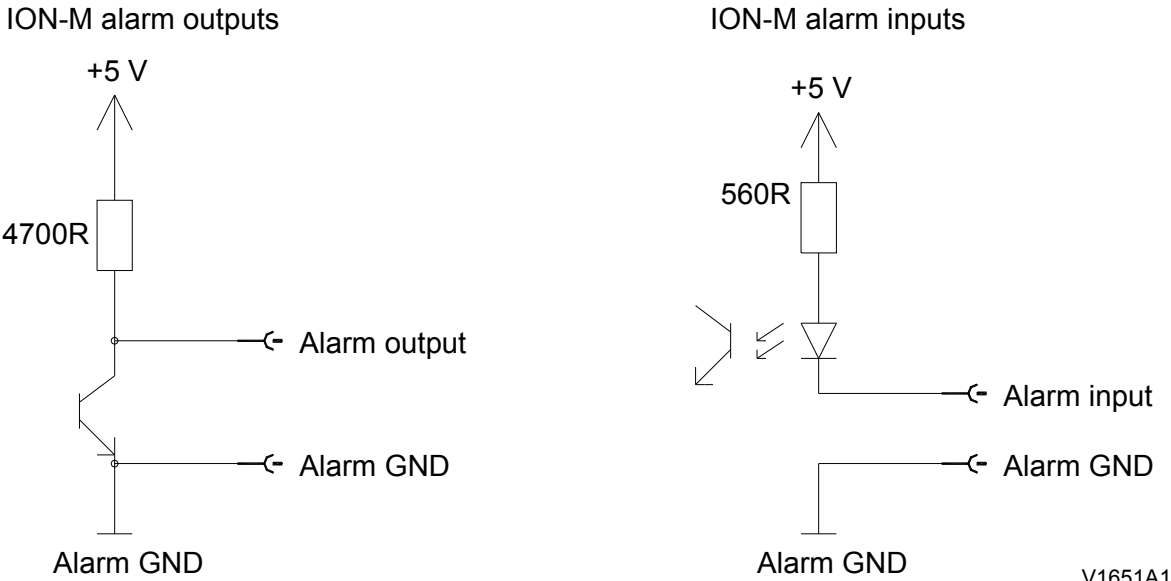 ION-M alarm outputs
+5 V
4700R
Alarm output
Alarm GND
Alarm GND
ION-M alarm inputs
+5 V
560R
Alarm input
Alarm GND
Alarm GND
V1651A1